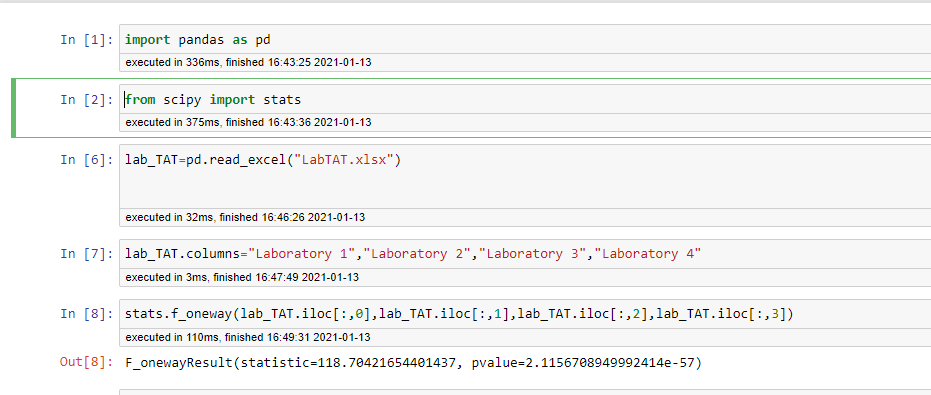 In [1]: import pandas as pd
executed in 336ms, finished 16:43:25 2021-01-13
In [2]: from scipy import stats
executed in 375ms, finished 16:43:36 2021-01-13
In [6]: lab_TAT=pd.read_excel("LabTAT.xlsx")
executed in 32ms, finished 16:46:26 2021-01-13
In [7]: lab_TAT.columns="Laboratory 1","Laboratory 2","Laboratory 3","Laboratory 4"
executed in 3ms, finished 16:47:49 2021-01-13
In [8]: stats.f_oneway(lab_TAT.iloc[:,0],lab_TAT.iloc[:,1],lab_TAT.iloc[:,2],lab_TAT.iloc[:,3])
executed in 110ms, finished 16:49:31 2021-01-13
Out[8]: F_onewayResult(statistic=118.70421654401437, pvalue=2.1156708949992414e-57)